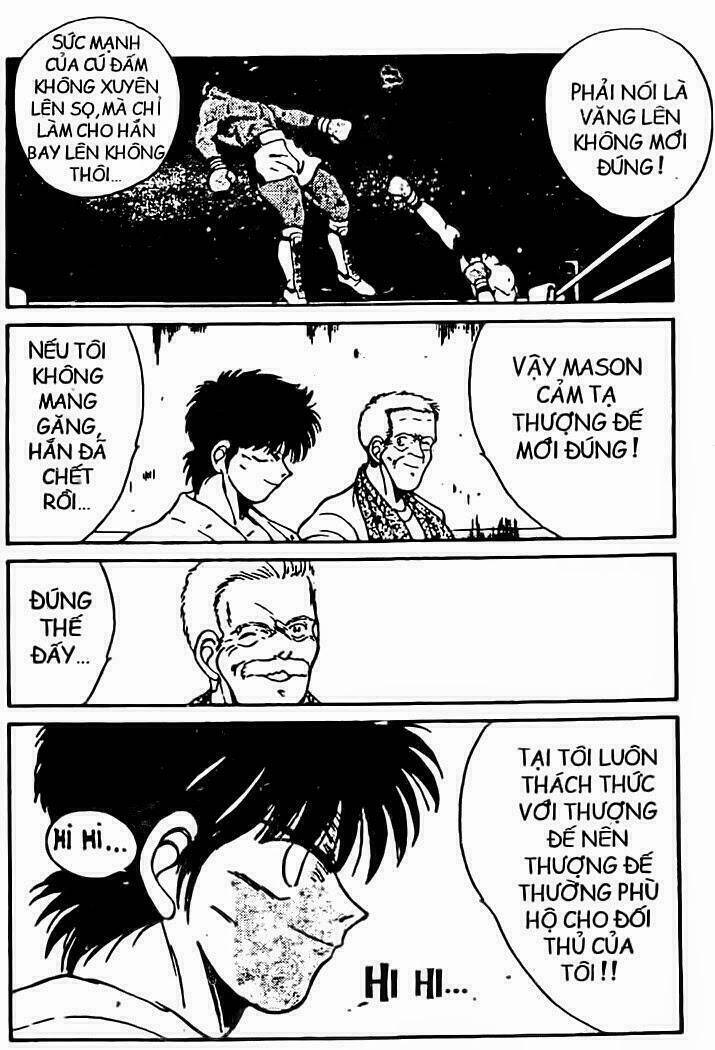 SỨC MẠNH
CỦA CÚ ĐẤM
KHÔNG XUYÊN
LÊN SỌ, MÀ CHỈ
LÀM CHO HẮN
BAY LÊN KHÔNG
THÔI...
PHẢI NÓI LÀ
VĂNG LÊN
KHÔNG MỚI
ĐÚNG!
NẾU TÔI
KHÔNG
MANG
GĂNG,
HẮN ĐÃ
CHẾT
RỒI...
VẬY MASON
CẢM TẠ
THƯỢNG ĐẾ
MỚI ĐÚNG!
ĐÚNG
THẾ
ĐẤY...
TẠI TÔI LUÔN
THÁCH THỨC
VỚI THƯỢNG
ĐẾ NÊN
THƯỢNG ĐẾ
THƯỜNG PHÙ
HỘ CHO ĐỐI
THỦ CỦA
TÔI!!
HI HI...
HI HI...